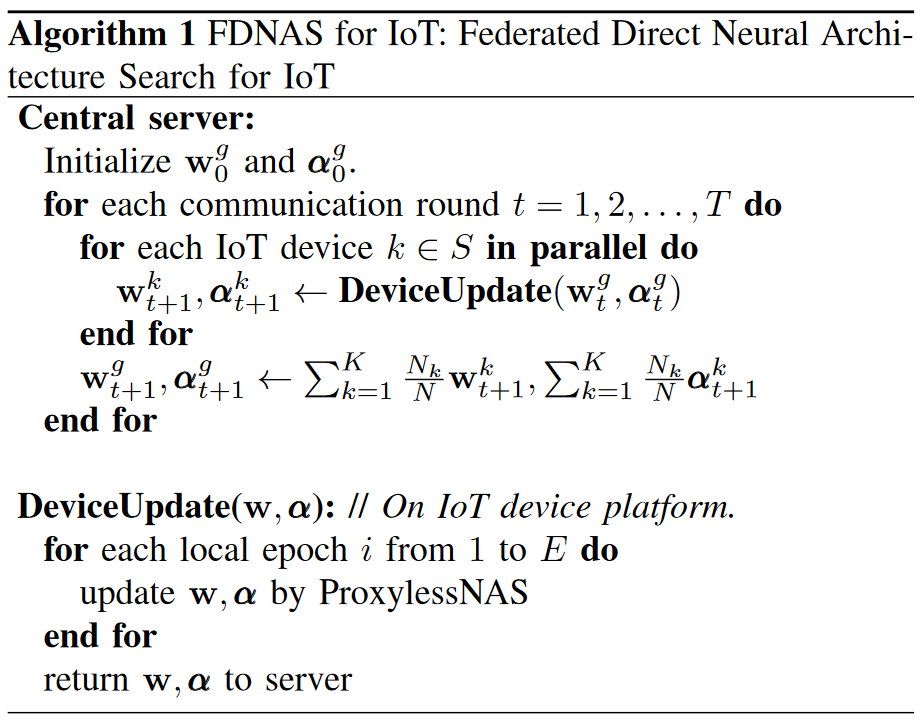 Algorithm 1 FDNAS for IoT: Federated Direct Neural Archi-
tecture Search for IoT
Central server:
Initialize $\mathbf{w}_0^g$ and $\boldsymbol{\alpha}_0^g$.
for each communication round $t = 1, 2, \ldots, T$ do
for each IoT device $k \in S$ in parallel do
$\mathbf{w}_{t+1}^k, \boldsymbol{\alpha}_{t+1}^k \leftarrow$ DeviceUpdate$(\mathbf{w}_t^g, \boldsymbol{\alpha}_t^g)$
end for
$\mathbf{w}_{t+1}^g, \boldsymbol{\alpha}_{t+1}^g \leftarrow \sum_{k=1}^K \frac{N_k}{N} \mathbf{w}_{t+1}^k, \sum_{k=1}^K \frac{N_k}{N} \boldsymbol{\alpha}_{t+1}^k$
end for
DeviceUpdate($\mathbf{w}, \boldsymbol{\alpha}$): // On IoT device platform.
for each local epoch $i$ from 1 to $E$ do
update $\mathbf{w}, \boldsymbol{\alpha}$ by ProxylessNAS
end for
return $\mathbf{w}, \boldsymbol{\alpha}$ to server